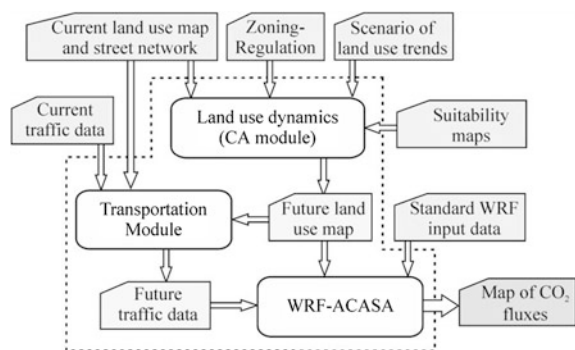 Current land use map
and street network
Zoning-
Regulation
Scenario of
land use trends
Current
traffic data
Land use dynamics
(CA module)
Suitability
maps
Transportation
Module
Future land
use map
Standard WRF
input data
Future
traffic data
WRF-ACASA
Map of CO₂
fluxes